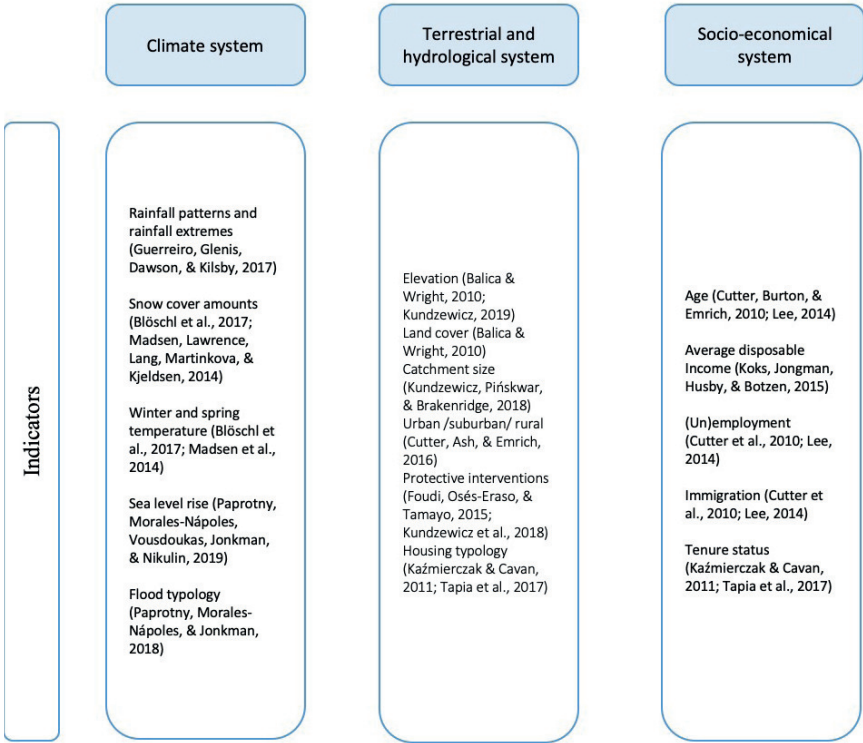 Climate system
Terrestrial and
hydrological system
Socio-economical
system
Indicators
Rainfall patterns and
rainfall extremes
(Guerreiro, Glenis,
Dawson, & Kilsby, 2017)
Snow cover amounts
(Blöschl et al., 2017;
Madsen, Lawrence,
Lang, Martinkova, &
Kjeldsen, 2014)
Winter and spring
temperature (Blöschl et
al., 2017; Madsen et al.,
2014)
Sea level rise (Paprotny,
Morales-Nápoles,
Vousdoukas, Jonkman,
& Nikulin, 2019)
Flood typology
(Paprotny, Morales-
Nápoles, & Jonkman,
2018)
Elevation (Balica &
Wright, 2010;
Kundzewicz, 2019)
Land cover (Balica &
Wright, 2010)
Catchment size
(Kundzewicz, Pińskwar,
& Brakenridge, 2018)
Urban /suburban/ rural
(Cutter, Ash, & Emrich,
2016)
Protective interventions
(Foudi, Osés-Eraso, &
Tamayo, 2015;
Kundzewicz et al., 2018)
Housing typology
(Kaźmierczak & Cavan,
2011; Tapia et al., 2017)
Age (Cutter, Burton, &
Emrich, 2010; Lee, 2014)
Average disposable
Income (Koks, Jongman,
Husby, & Botzen, 2015)
(Un)employment
(Cutter et al., 2010; Lee,
2014)
Immigration (Cutter et
al., 2010; Lee, 2014)
Tenure status
(Kaźmierczak & Cavan,
2011; Tapia et al., 2017)